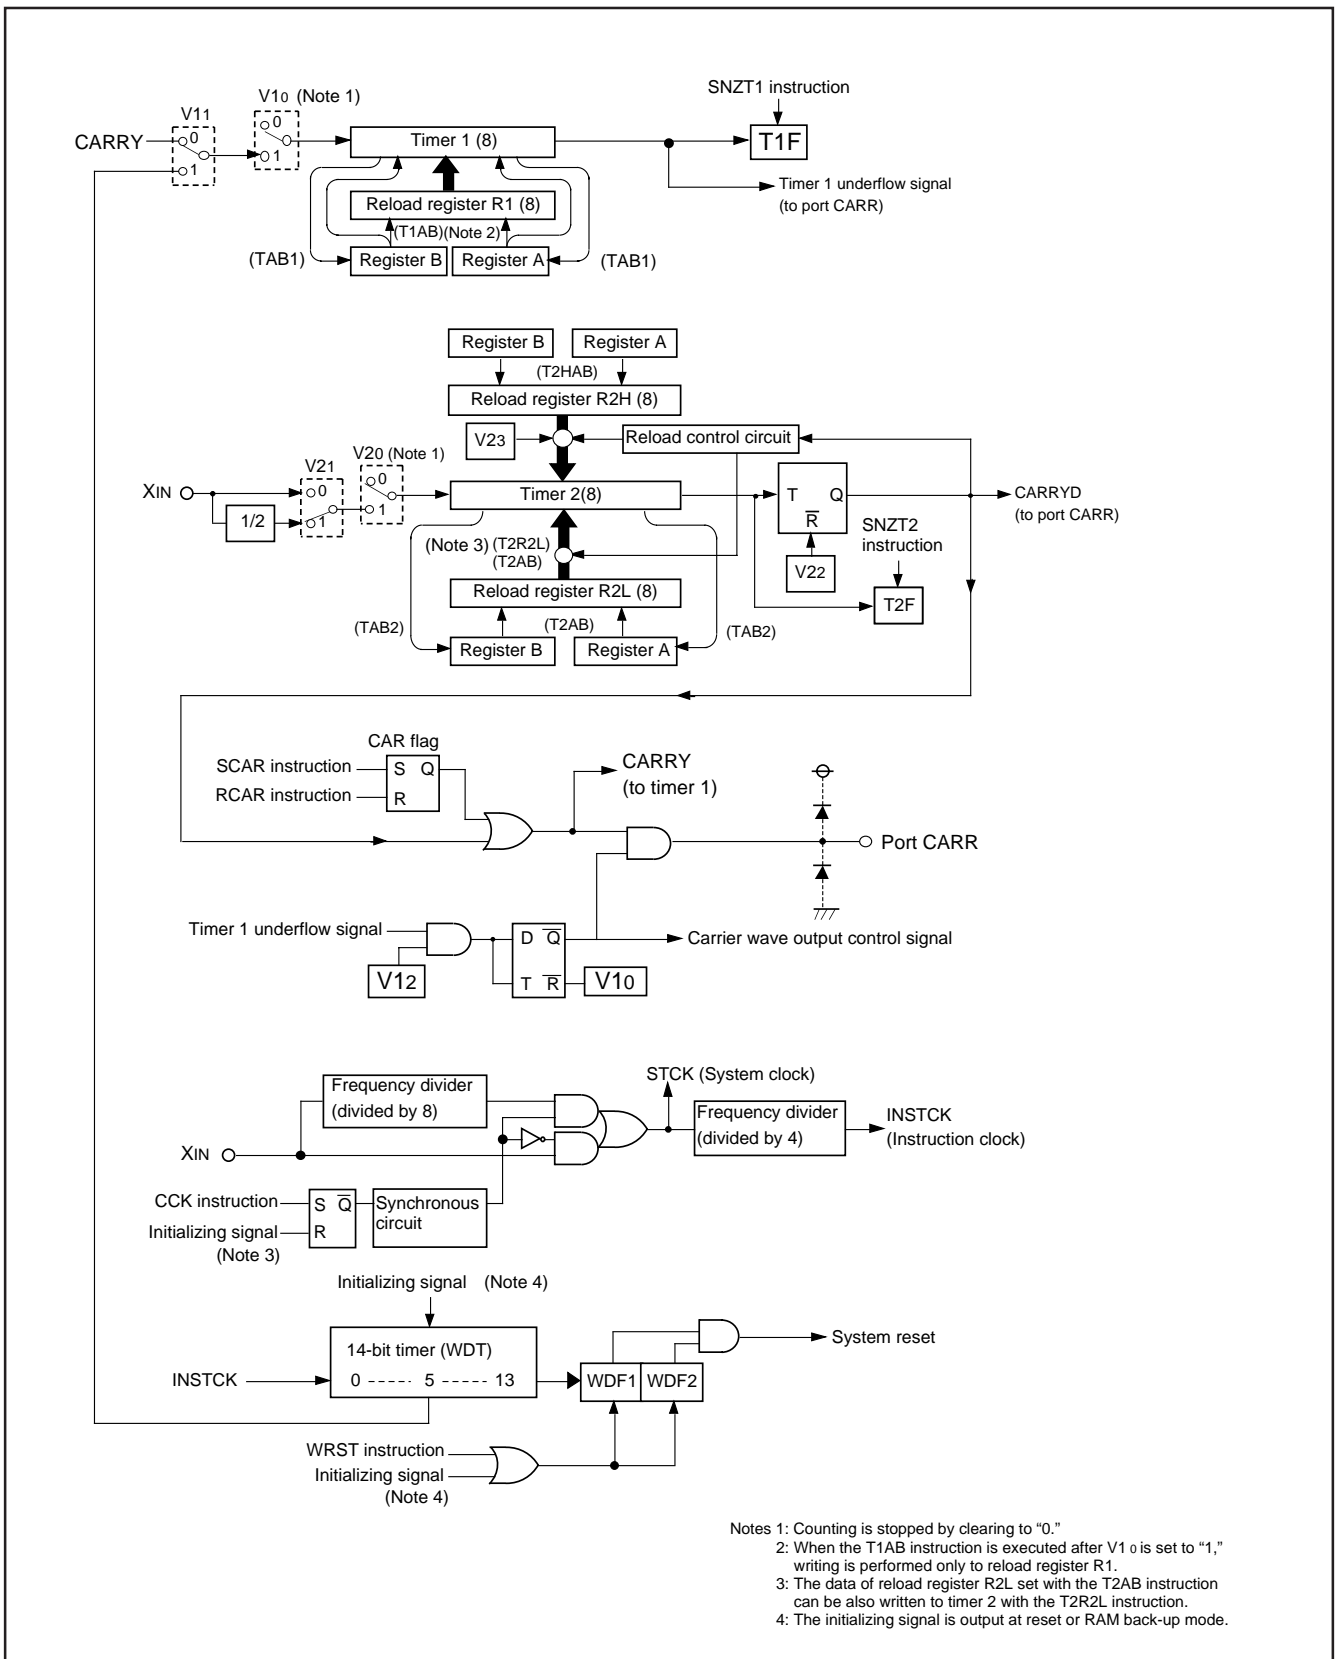 SNZT1 instruction
V10 (Note 1)
V11
0
0
CARRY
Timer 1 (8)
T1F
1
1
Timer 1 underflow signal
(to port CARR)
Reload register R1 (8)
(T1AB)(Note 2)
(TAB1)
Register B
Register A
(TAB1)
Register B
Register A
(T2HAB)
Reload register R2H (8)
V23
Reload control circuit
V20 (Note 1)
V21
0
XIN
0
Timer 2(8)
T Q
R
CARRYD
(to port CARR)
1/2
1
1
SNZT2
instruction
(Note 3) (T2R2L)
(T2AB)
V22
Reload register R2L (8)
T2F
(TAB2)
(T2AB)
(TAB2)
Register B
Register A
CAR flag
SCAR instruction
S Q
RCAR instruction
R
CARRY
(to timer 1)
Port CARR
Timer 1 underflow signal
D Q
Carrier wave output control signal
V12
T R
V10
STCK (System clock)
Frequency divider
(divided by 8)
Frequency divider
(divided by 4)
INSTCK
(Instruction clock)
XIN
CCK instruction
S Q
Synchronous
circuit
Initializing signal
R
(Note 3)
Initializing signal (Note 4)
14-bit timer (WDT)
System reset
INSTCK
0 ----- 5 ----- 13
WDF1
WDF2
WRST instruction
Initializing signal
(Note 4)
Notes 1: Counting is stopped by clearing to “0.”
2: When the T1AB instruction is executed after V1 0 is set to “1,”
writing is performed only to reload register R1.
3: The data of reload register R2L set with the T2AB instruction
can be also written to timer 2 with the T2R2L instruction.
4: The initializing signal is output at reset or RAM back-up mode.